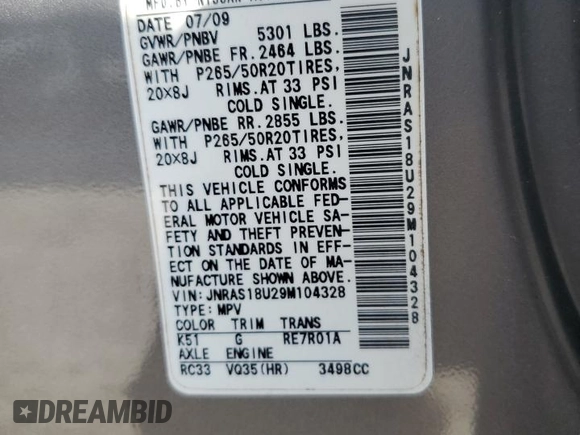 DATE 07/09
GVWR/PNBV 5301 LBS.
GAWR/PNBE FR. 2464 LBS.
WITH P265/50R20TIRES,
20X8J RIMS. AT 33 PSI
COLD SINGLE.
GAWR/PNBE RR. 2855 LBS.
WITH P265/50R20TIRES,
20X8J RIMS. AT 33 PSI
COLD SINGLE.
THIS VEHICLE CONFORMS
TO ALL APPLICABLE FED-
ERAL MOTOR VEHICLE SA-
FETY AND THEFT PREVEN-
TION STANDARDS IN EFF-
ECT ON THE DATE OF MA-
NUFACTURE SHOWN ABOVE.
VIN: JNRAS18U29M104328
TYPE: MPV
COLOR TRIM TRANS
K51 G RE7R01A
AXLE ENGINE
RC33 VQ35(HR) 3498CC
JNRAS18U29M104328
DREAMBID